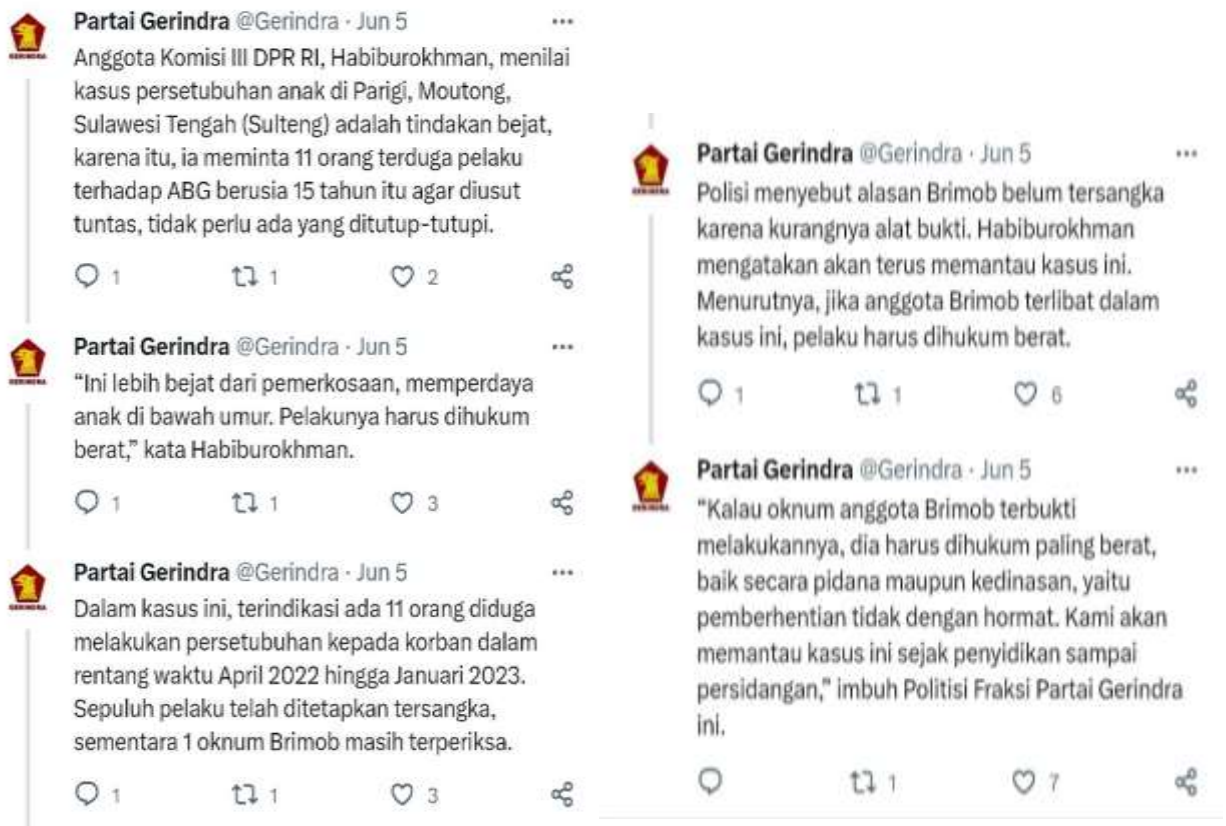 Partai Gerindra @Gerindra · Jun 5 ...
Anggota Komisi III DPR RI, Habiburokhman, menilai
kasus persetubuhan anak di Parigi, Moutong,
Sulawesi Tengah (Sulteng) adalah tindakan bejat,
karena itu, ia meminta 11 orang terduga pelaku
terhadap ABG berusia 15 tahun itu agar diusut
tuntas, tidak perlu ada yang ditutup-tutupi.
1 1 2
Partai Gerindra @Gerindra · Jun 5 ...
“Ini lebih bejat dari pemerkosaan, memperdaya
anak di bawah umur. Pelakunya harus dihukum
berat,” kata Habiburokhman.
1 1 3
Partai Gerindra @Gerindra · Jun 5 ...
Dalam kasus ini, terindikasi ada 11 orang diduga
melakukan persetubuhan kepada korban dalam
rentang waktu April 2022 hingga Januari 2023.
Sepuluh pelaku telah ditetapkan tersangka,
sementara 1 oknum Brimob masih terperiksa.
1 1 3
Partai Gerindra @Gerindra · Jun 5 ...
Polisi menyebut alasan Brimob belum tersangka
karena kurangnya alat bukti. Habiburokhman
mengatakan akan terus memantau kasus ini.
Menurutnya, jika anggota Brimob terlibat dalam
kasus ini, pelaku harus dihukum berat.
1 1 6
Partai Gerindra @Gerindra · Jun 5 ...
“Kalau oknum anggota Brimob terbukti
melakukannya, dia harus dihukum paling berat,
baik secara pidana maupun kedinasan, yaitu
pemberhentian tidak dengan hormat. Kami akan
memantau kasus ini sejak penyidikan sampai
persidangan,” imbuh Politisi Fraksi Partai Gerindra
ini.
1 7